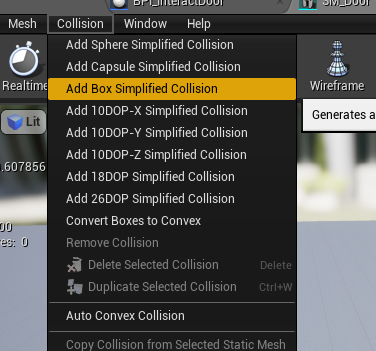 BPI_InteractDoor
SM_Door
Mesh Collision Window Help
Add Sphere Simplified Collision
Add Capsule Simplified Collision
Realtime
Add Box Simplified Collision
Wireframe
Add 10DOP-X Simplified Collision
Generates a
Lit
Add 10DOP-Y Simplified Collision
Add 10DOP-Z Simplified Collision
.607856
Add 18DOP Simplified Collision
Add 26DOP Simplified Collision
Convert Boxes to Convex
00
es: 0
Remove Collision
Delete Selected Collision Delete
Duplicate Selected Collision Ctrl+W
Auto Convex Collision
Copy Collision from Selected Static Mesh